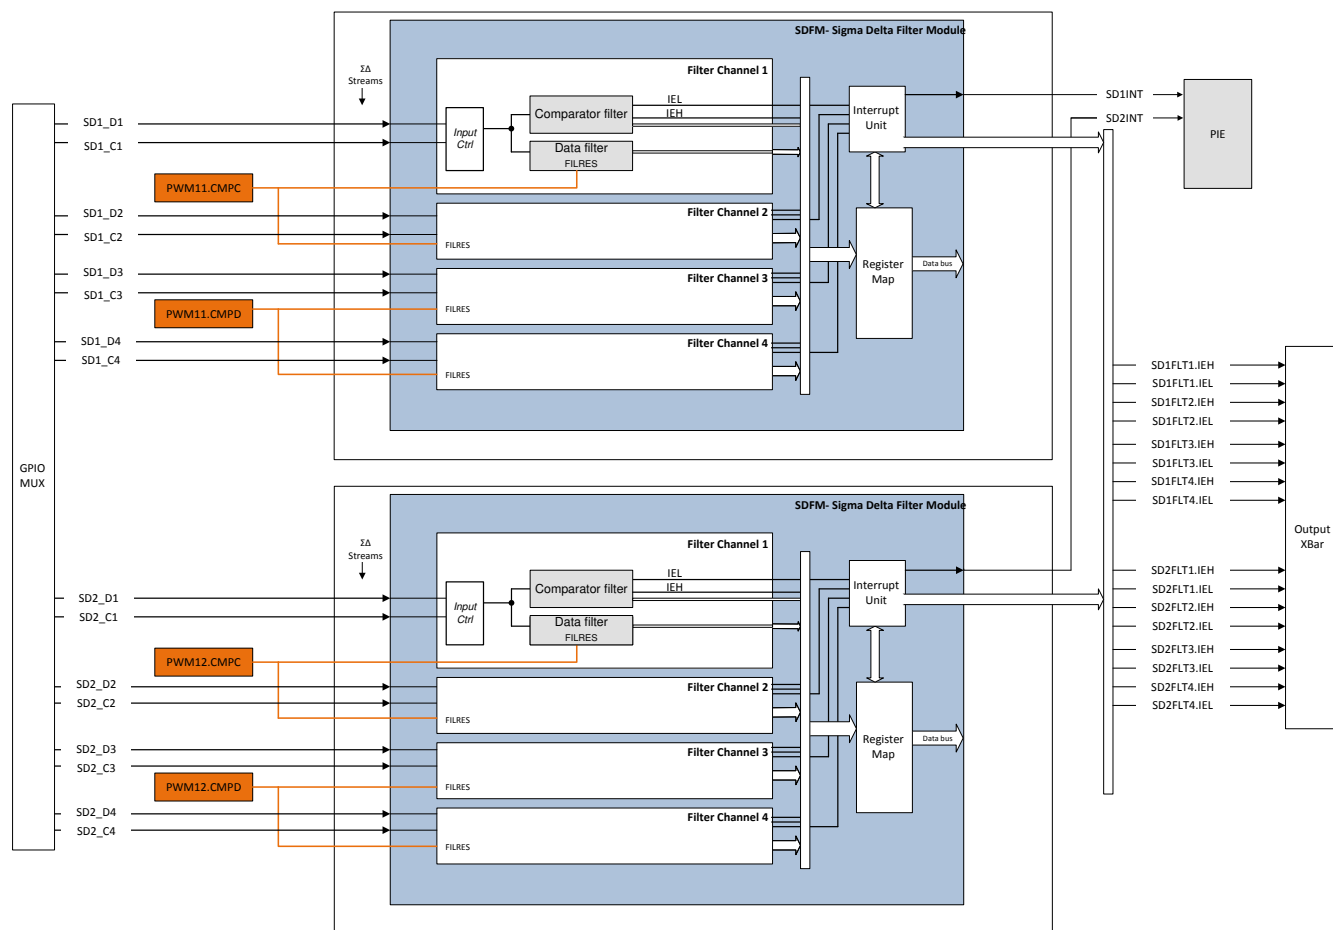 SDFM- Sigma Delta Filter Module
ΣΔ
Streams
Filter Channel 1
IEL
IEH
Comparator filter
Input
Ctrl
Data filter
FILRES
Interrupt
Unit
SD1INT
SD2INT
PIE
SD1_D1
SD1_C1
PWM11.CMPC
SD1_D2
SD1_C2
Filter Channel 2
FILRES
Register
Map
Data bus
SD1_D3
SD1_C3
PWM11.CMPD
Filter Channel 3
FILRES
SD1_D4
SD1_C4
Filter Channel 4
FILRES
GPIO
MUX
SD1FLT1.IEH
SD1FLT1.IEL
SD1FLT2.IEH
SD1FLT2.IEL
SD1FLT3.IEH
SD1FLT3.IEL
SD1FLT4.IEH
SD1FLT4.IEL
Output
XBar
SDFM- Sigma Delta Filter Module
ΣΔ
Streams
Filter Channel 1
IEL
IEH
Comparator filter
Input
Ctrl
Data filter
FILRES
Interrupt
Unit
SD2_D1
SD2_C1
PWM12.CMPC
SD2_D2
SD2_C2
Filter Channel 2
FILRES
Register
Map
Data bus
SD2_D3
SD2_C3
PWM12.CMPD
Filter Channel 3
FILRES
SD2_D4
SD2_C4
Filter Channel 4
FILRES
SD2FLT1.IEH
SD2FLT1.IEL
SD2FLT2.IEH
SD2FLT2.IEL
SD2FLT3.IEH
SD2FLT3.IEL
SD2FLT4.IEH
SD2FLT4.IEL